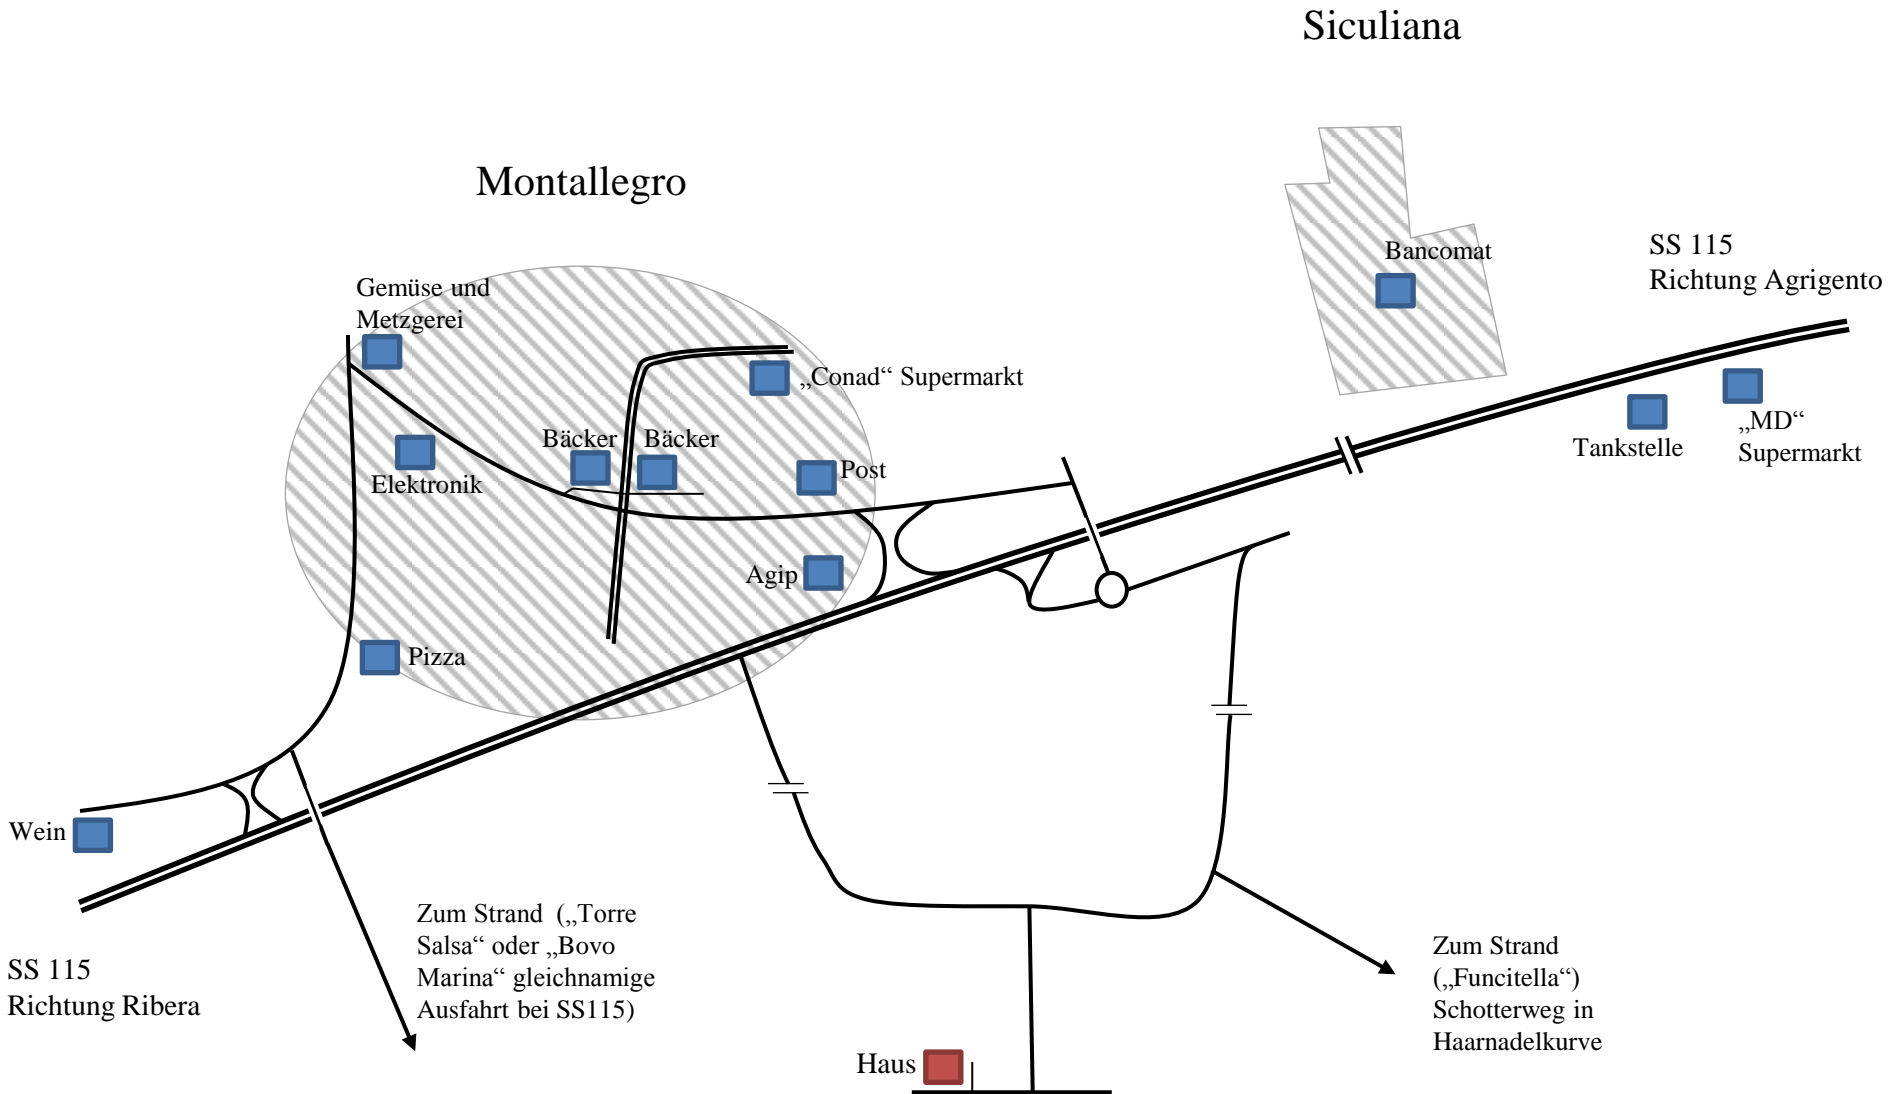 Siculiana
Montallegro
Bancomat
SS 115
Richtung Agrigento
Gemüse und
Metzgerei
„Conad“ Supermarkt
„MD“
Supermarkt
Tankstelle
Bäcker
Bäcker
Post
Elektronik
Agip
Pizza
Wein
Zum Strand („Torre
Salsa“ oder „Bovo
Marina“ gleichnamige
Ausfahrt bei SS115)
SS 115
Richtung Ribera
Zum Strand
(„Funcitella“)
Schotterweg in
Haarnadelkurve
Haus